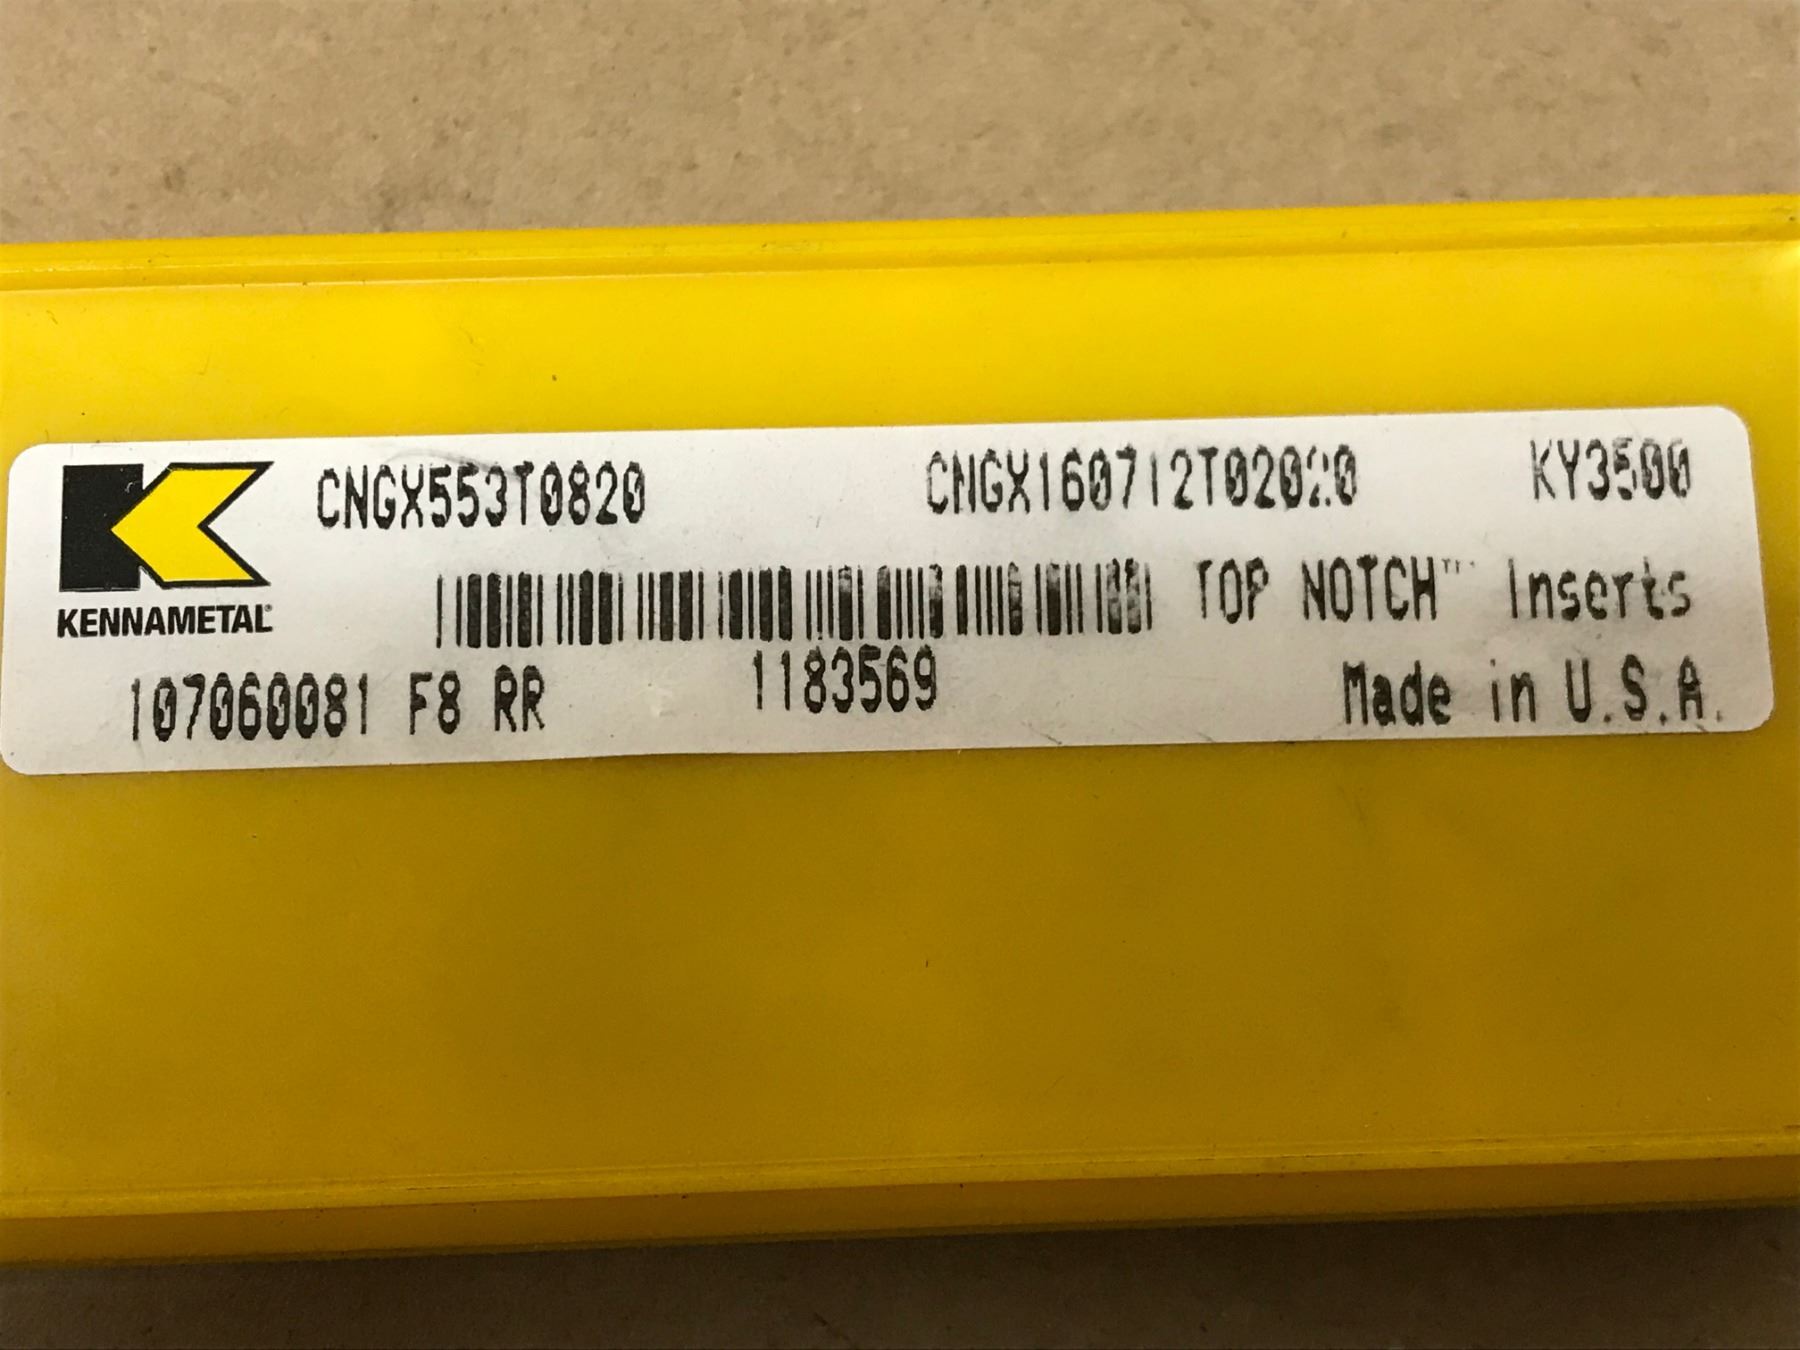 CNGX553T0820 CNGX160712T02020 KY3500
KENNAMETAL® TOP NOTCH™ Inserts
107060081 F8 RR 1183569 Made in U.S.A.